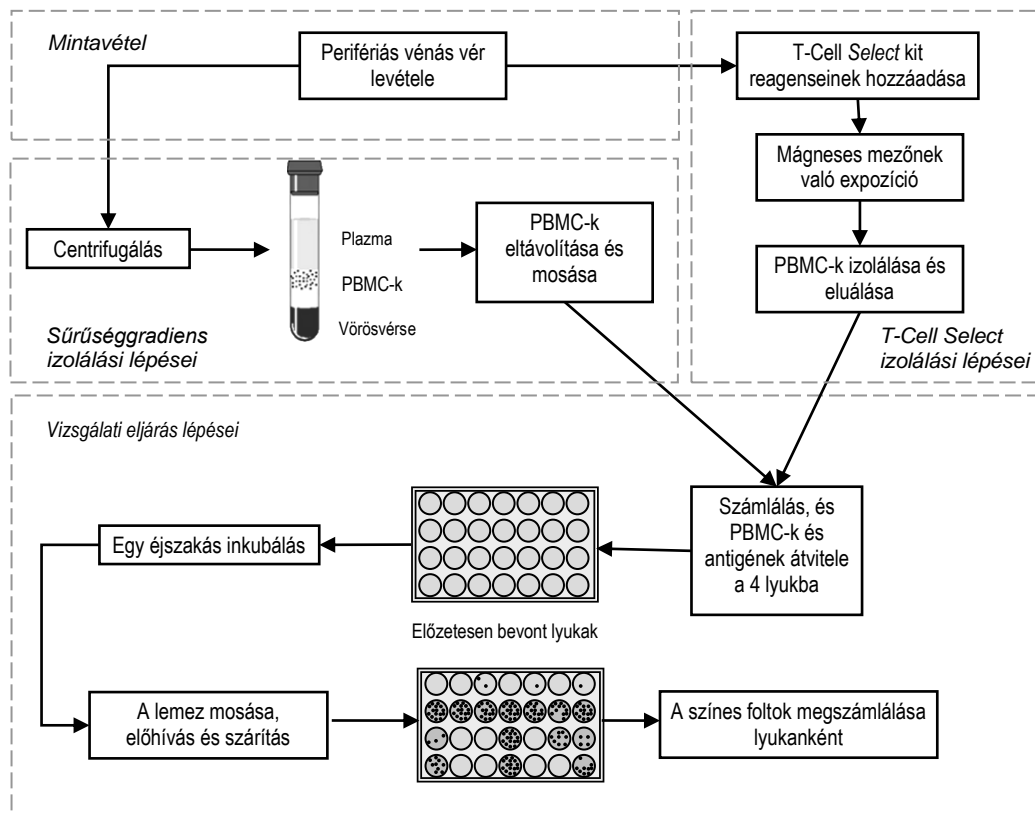 Mintavétel
Perifériás vénás vér
levétele
T-Cell Select kit
reagenseinek hozzáadása
Mágneses mezőnek
való expozíció
PBMC-k izolálása és
eluálása
T-Cell Select
izolálási lépései
Centrifugálás
Plazma
PBMC-k
Vörösvérse
PBMC-k
eltávolítása és
mosása
Sűrűséggradiens
izolálási lépései
Vizsgálati eljárás lépései
Számlálás, és
PBMC-k és
antigének átvitele
a 4 lyukba
Egy éjszakás inkubálás
Előzetesen bevont lyukak
A lemez mosása,
előhívás és szárítás
A színes foltok megszámlálása
lyukanként